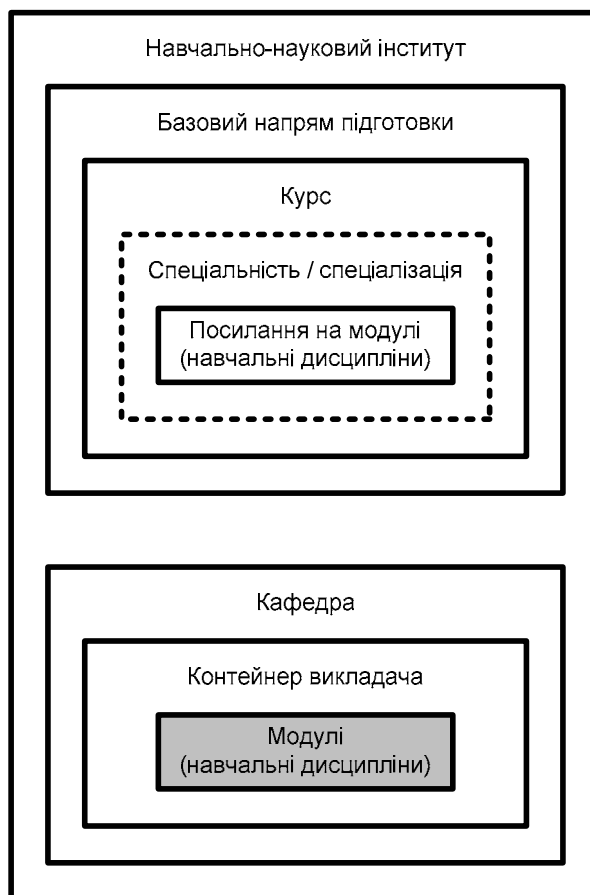 Навчально-науковий інститут
Базовий напрям підготовки
Курс
Спеціальність / спеціалізація
Посилання на модулі
(навчальні дисципліни)
Кафедра
Контейнер викладача
Модулі
(навчальні дисципліни)